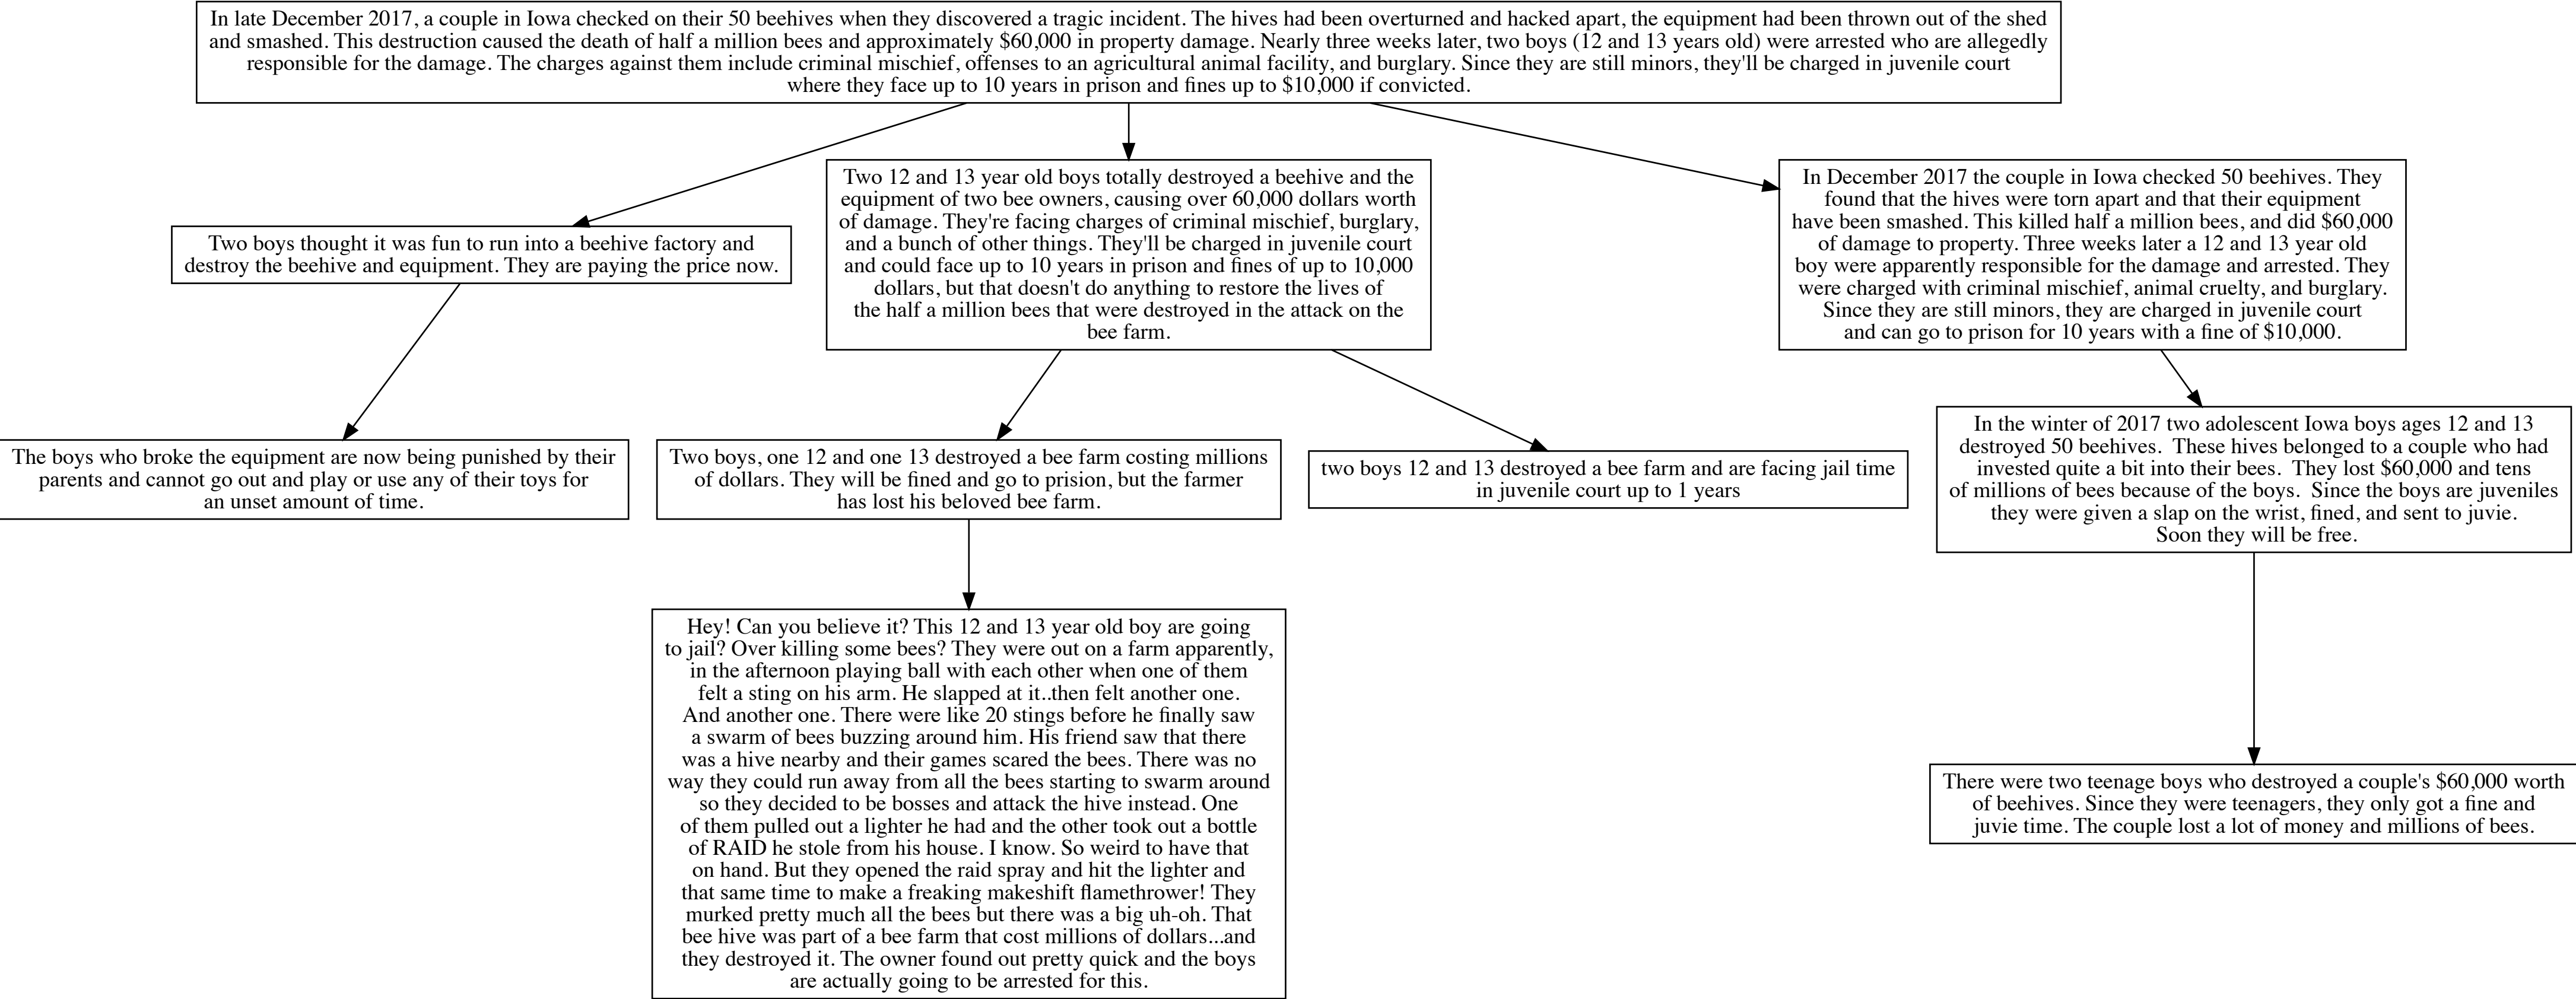 In late December 2017, a couple in Iowa checked on their 50 beehives when they discovered a tragic incident. The hives had been overturned and hacked apart, the equipment had been thrown out of the shed
and smashed. This destruction caused the death of half a million bees and approximately $60,000 in property damage. Nearly three weeks later, two boys (12 and 13 years old) were arrested who are allegedly
responsible for the damage. The charges against them include criminal mischief, offenses to an agricultural animal facility, and burglary. Since they are still minors, they'll be charged in juvenile court
where they face up to 10 years in prison and fines up to $10,000 if convicted.
Two boys thought it was fun to run into a beehive factory and
destroy the beehive and equipment. They are paying the price now.
Two 12 and 13 year old boys totally destroyed a beehive and the
equipment of two bee owners, causing over 60,000 dollars worth
of damage. They're facing charges of criminal mischief, burglary,
and a bunch of other things. They'll be charged in juvenile court
and could face up to 10 years in prison and fines of up to 10,000
dollars, but that doesn't do anything to restore the lives of
the half a million bees that were destroyed in the attack on the
bee farm.
In December 2017 the couple in Iowa checked 50 beehives. They
found that the hives were torn apart and that their equipment
have been smashed. This killed half a million bees, and did $60,000
of damage to property. Three weeks later a 12 and 13 year old
boy were apparently responsible for the damage and arrested. They
were charged with criminal mischief, animal cruelty, and burglary.
Since they are still minors, they are charged in juvenile court
and can go to prison for 10 years with a fine of $10,000.
The boys who broke the equipment are now being punished by their
parents and cannot go out and play or use any of their toys for
an unset amount of time.
Two boys, one 12 and one 13 destroyed a bee farm costing millions
of dollars. They will be fined and go to prision, but the farmer
has lost his beloved bee farm.
two boys 12 and 13 destroyed a bee farm and are facing jail time
in juvenile court up to 1 years
In the winter of 2017 two adolescent Iowa boys ages 12 and 13
destroyed 50 beehives.  These hives belonged to a couple who had
invested quite a bit into their bees.  They lost $60,000 and tens
of millions of bees because of the boys.  Since the boys are juveniles
they were given a slap on the wrist, fined, and sent to juvie.
Soon they will be free.
Hey! Can you believe it? This 12 and 13 year old boy are going
to jail? Over killing some bees? They were out on a farm apparently,
in the afternoon playing ball with each other when one of them
felt a sting on his arm. He slapped at it..then felt another one.
And another one. There were like 20 stings before he finally saw
a swarm of bees buzzing around him. His friend saw that there
was a hive nearby and their games scared the bees. There was no
way they could run away from all the bees starting to swarm around
so they decided to be bosses and attack the hive instead. One
of them pulled out a lighter he had and the other took out a bottle
of RAID he stole from his house. I know. So weird to have that
on hand. But they opened the raid spray and hit the lighter and
that same time to make a freaking makeshift flamethrower! They
murked pretty much all the bees but there was a big uh-oh. That
bee hive was part of a bee farm that cost millions of dollars...and
they destroyed it. The owner found out pretty quick and the boys
are actually going to be arrested for this.
There were two teenage boys who destroyed a couple's $60,000 worth
of beehives. Since they were teenagers, they only got a fine and
juvie time. The couple lost a lot of money and millions of bees.